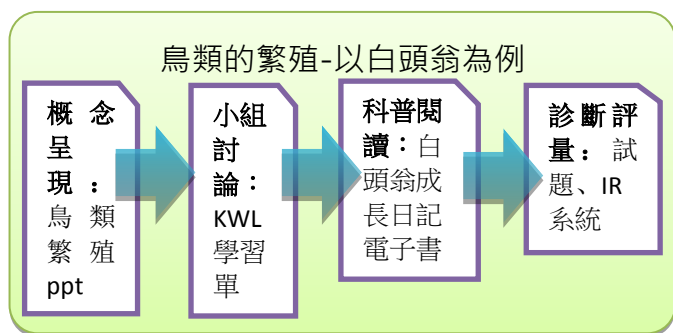 鳥類的繁殖-以白頭翁為例
概念
呈
現：
鳥類
繁殖
ppt
小組
討
論：
KWL
學習
單
科普閱
讀：白
頭翁成
長日記
電子書
診斷評
量：試
題、IR
系統